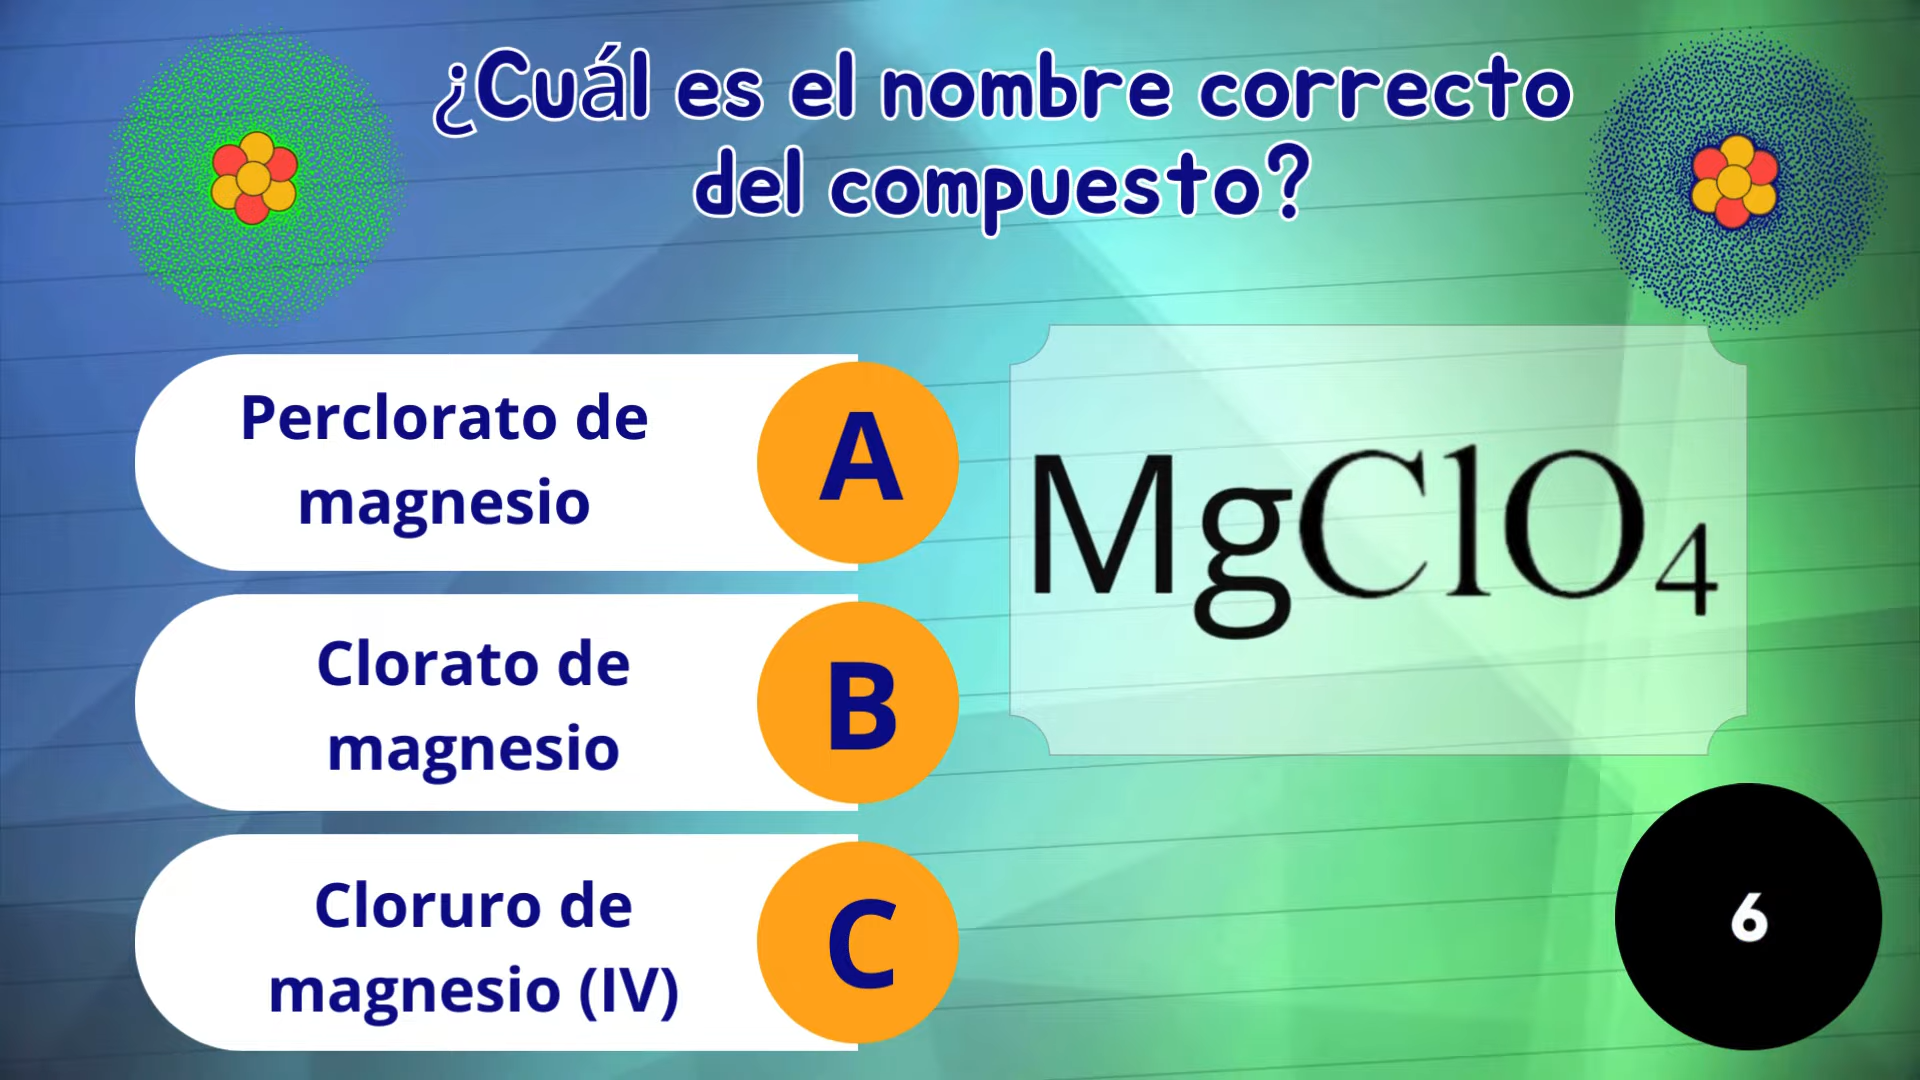 ¿Cuál es el nombre correcto
del compuesto?
Perclorato de
magnesio
A
MgClO₄
Clorato de
magnesio
B
Cloruro de
magnesio (IV)
C
6